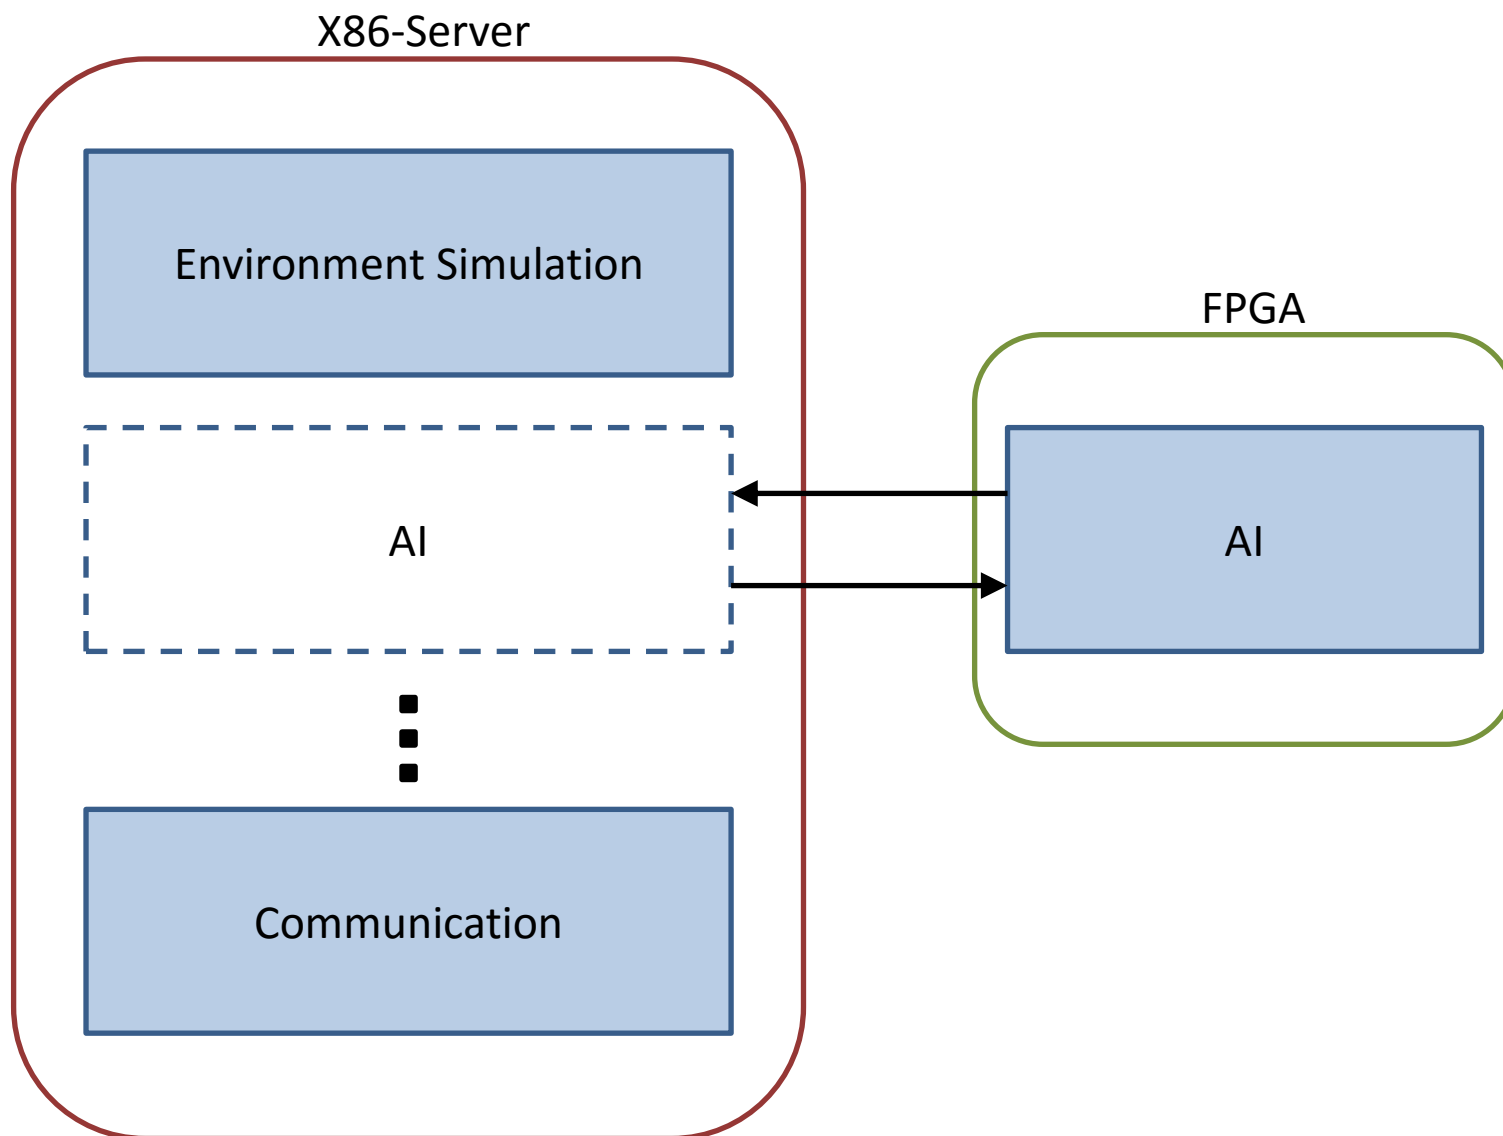 X86-Server
Environment Simulation
FPGA
AI
AI
Communication